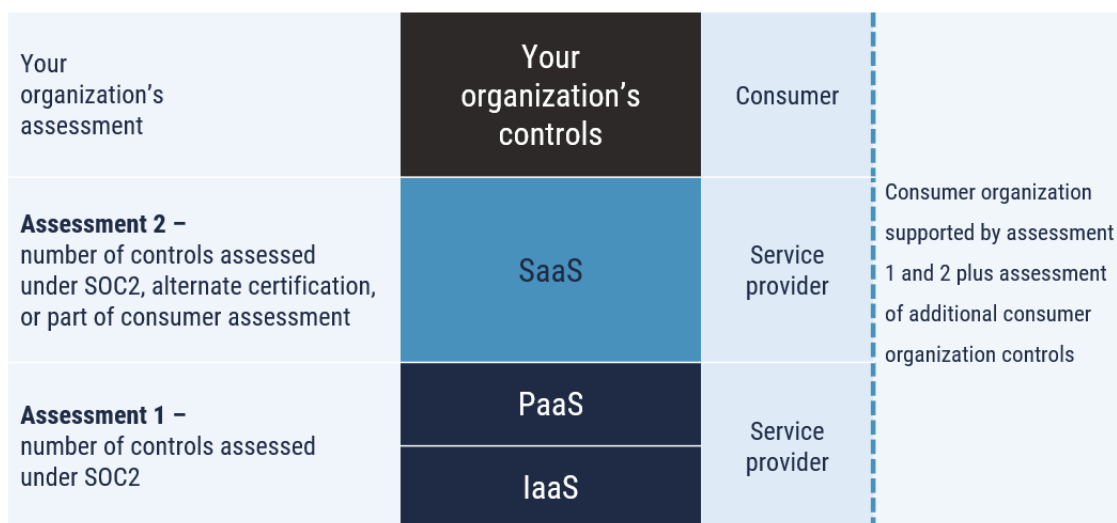 Your
organization’s
assessment
Your
organization’s
controls
Consumer
Assessment 2 –
number of controls assessed
under SOC2, alternate certification,
or part of consumer assessment
SaaS
Service
provider
Assessment 1 –
number of controls assessed
under SOC2
PaaS
IaaS
Service
provider
Consumer organization
supported by assessment
1 and 2 plus assessment
of additional consumer
organization controls